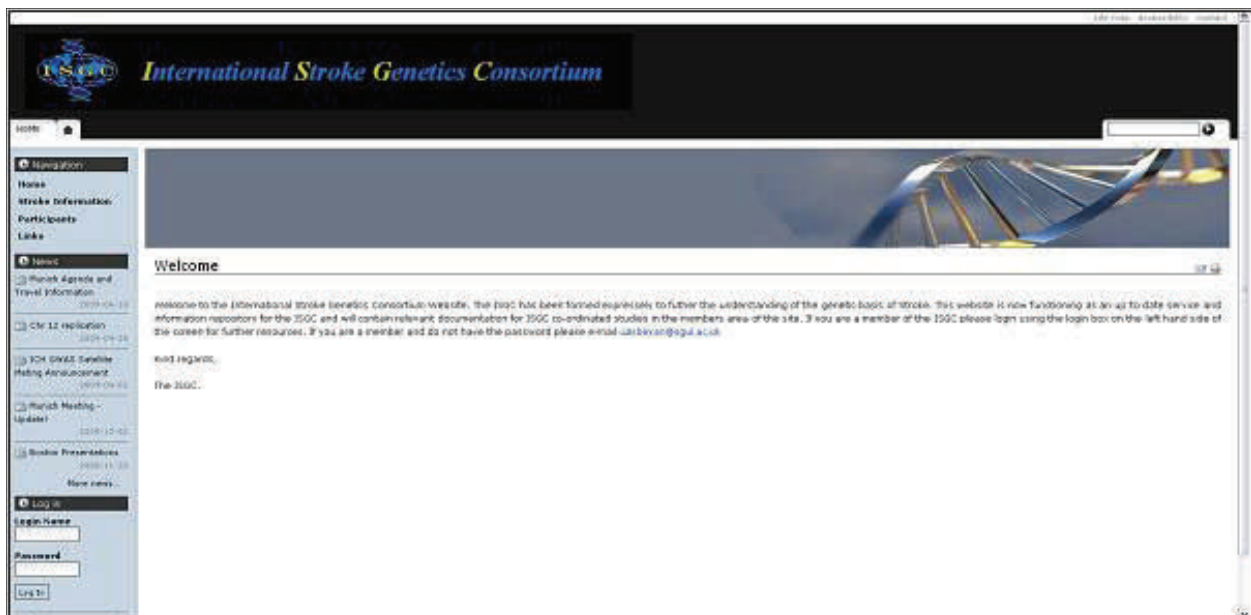 Site Map Accessibility Contact
ISGC
International Stroke Genetics Consortium
Home
Navigation
Home
Stroke Information
Participants
Links
News
Munich Agenda and
Travel Information
Chr 12 replication
ICH GWAS Satellite
Meting Announcement
Munich Meeting -
Update!
Boston Presentations
More news...
Log in
Login Name
Password
Log in
Welcome
Welcome to the International Stroke Genetics Consortium website. The ISGC has been formed expressely to futher the understanding of the genetic basis of stroke. This website is now functioning as an up to date service and
information repository for the ISGC and will contain relevant documentation for ISGC co-ordinated studies in the members area of the site. If you are a member of the ISGC please login using the login box on the left hand side of
the screen for further resources. If you are a member and do not have the password please e-mail
Kind regards,
The ISGC.